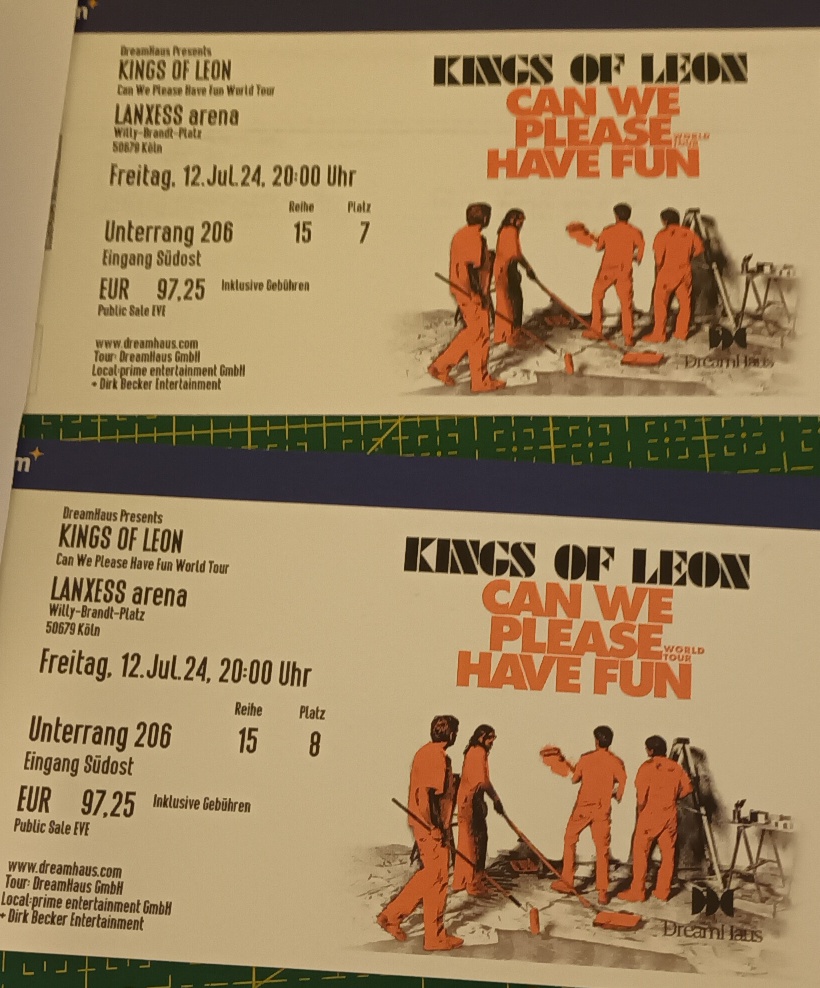 m
DreamHaus Presents
KINGS OF LEON
Can We Please Have Fun World Tour
LANXESS arena
Willy-Brandt-Platz
50679 Köln
Freitag, 12.Jul.24, 20:00 Uhr
Reihe Platz
Unterrang 206 15 7
Eingang Südost
EUR 97,25 Inklusive Gebühren
Public Sale EVE
www.dreamhaus.com
Tour: DreamHaus GmbH
Local:prime entertainment GmbH
+ Dirk Becker Entertainment
KINGS OF LEON
CAN WE
PLEASE WORLD
TOUR
HAVE FUN
DreamHaus
m
DreamHaus Presents
KINGS OF LEON
Can We Please Have Fun World Tour
LANXESS arena
Willy-Brandt-Platz
50679 Köln
Freitag, 12.Jul.24, 20:00 Uhr
Reihe Platz
Unterrang 206 15 8
Eingang Südost
EUR 97,25 Inklusive Gebühren
Public Sale EVE
www.dreamhaus.com
Tour: DreamHaus GmbH
Local:prime entertainment GmbH
+ Dirk Becker Entertainment
KINGS OF LEON
CAN WE
PLEASE WORLD
TOUR
HAVE FUN
DreamHaus